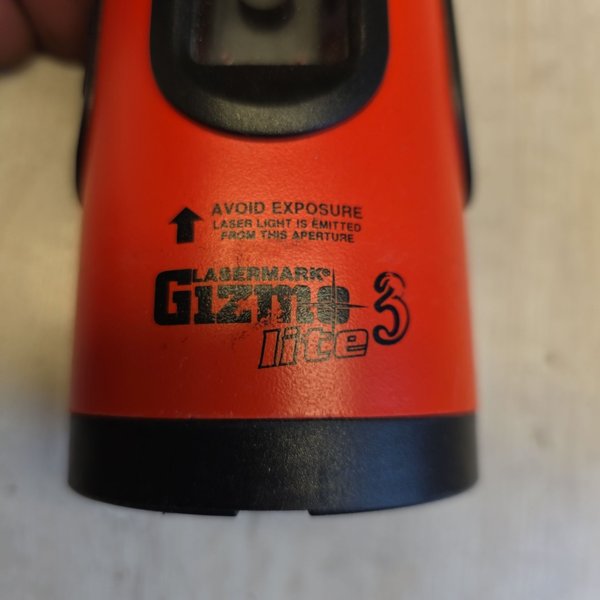 AVOID EXPOSURE
LASER LIGHT IS EMITTED
FROM THIS APERTURE
LASERMARK®
Gizmo
lite 3